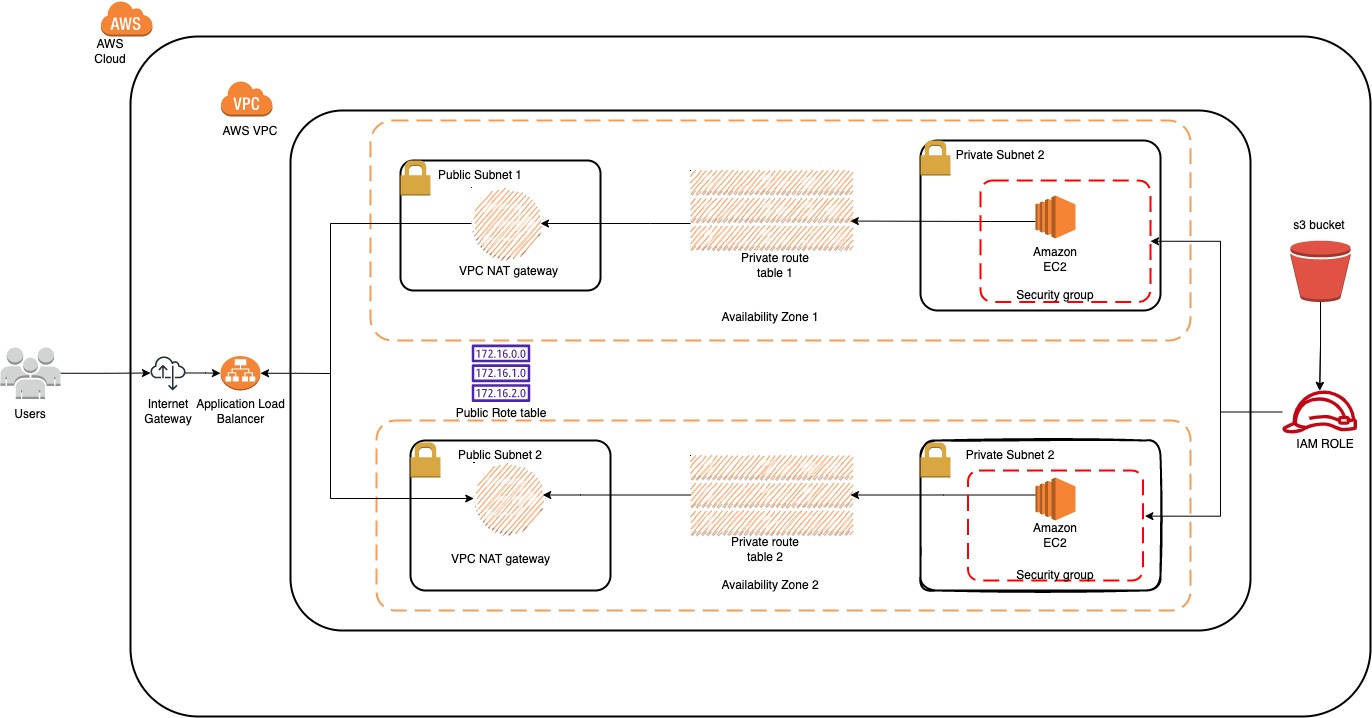 AWS
AWS
Cloud
VPC
AWS VPC
Public Subnet 1
VPC NAT gateway
Private route
table 1
Private Subnet 2
Amazon
EC2
Security group
Availability Zone 1
s3 bucket
IAM ROLE
Users
Internet
Gateway
Application Load
Balancer
172.16.0.0
172.16.1.0
172.16.2.0
Public Rote table
Public Subnet 2
VPC NAT gateway
Private route
table 2
Private Subnet 2
Amazon
EC2
Security group
Availability Zone 2